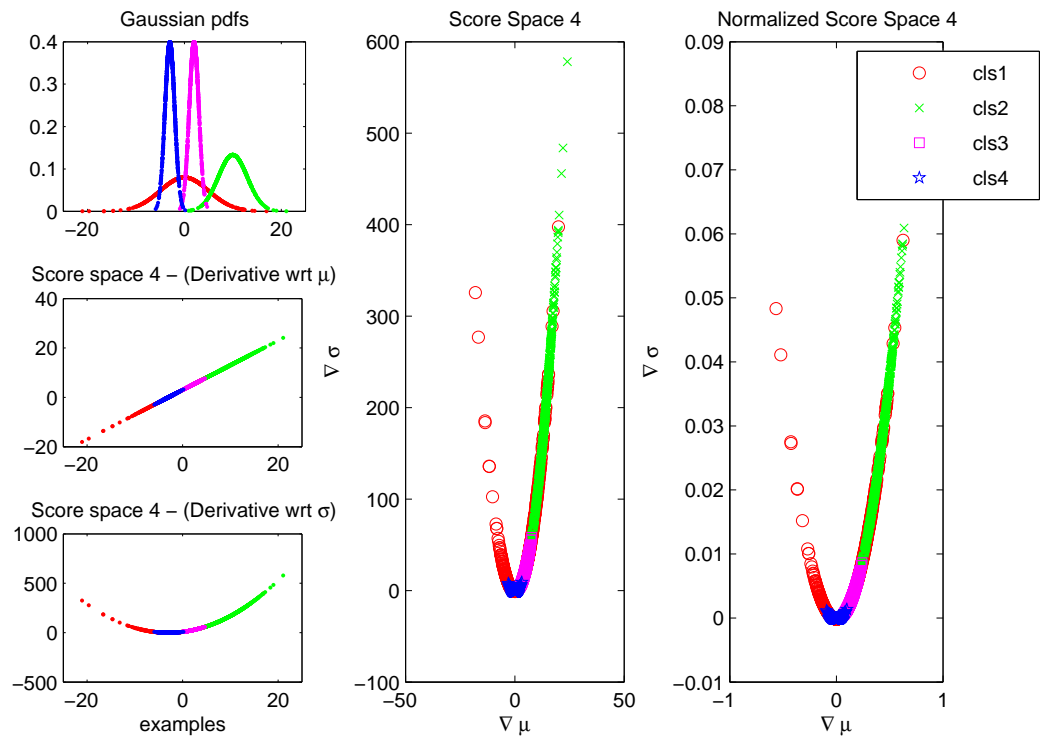 Gaussian pdfs
0.4
0.3
0.2
0.1
0
−20 0 20
Score space 4 − (Derivative wrt μ)
40
20
0
−20
−20 0 20
Score space 4 − (Derivative wrt σ)
1000
500
0
−500
−20 0 20
examples
Score Space 4
600
500
400
300
200
100
0
−100
∇ σ
−50 0 50
∇ μ
Normalized Score Space 4
0.09
0.08
0.07
0.06
0.05
0.04
0.03
0.02
0.01
0
−0.01
∇ σ
−1 0 1
∇ μ
cls1
cls2
cls3
cls4